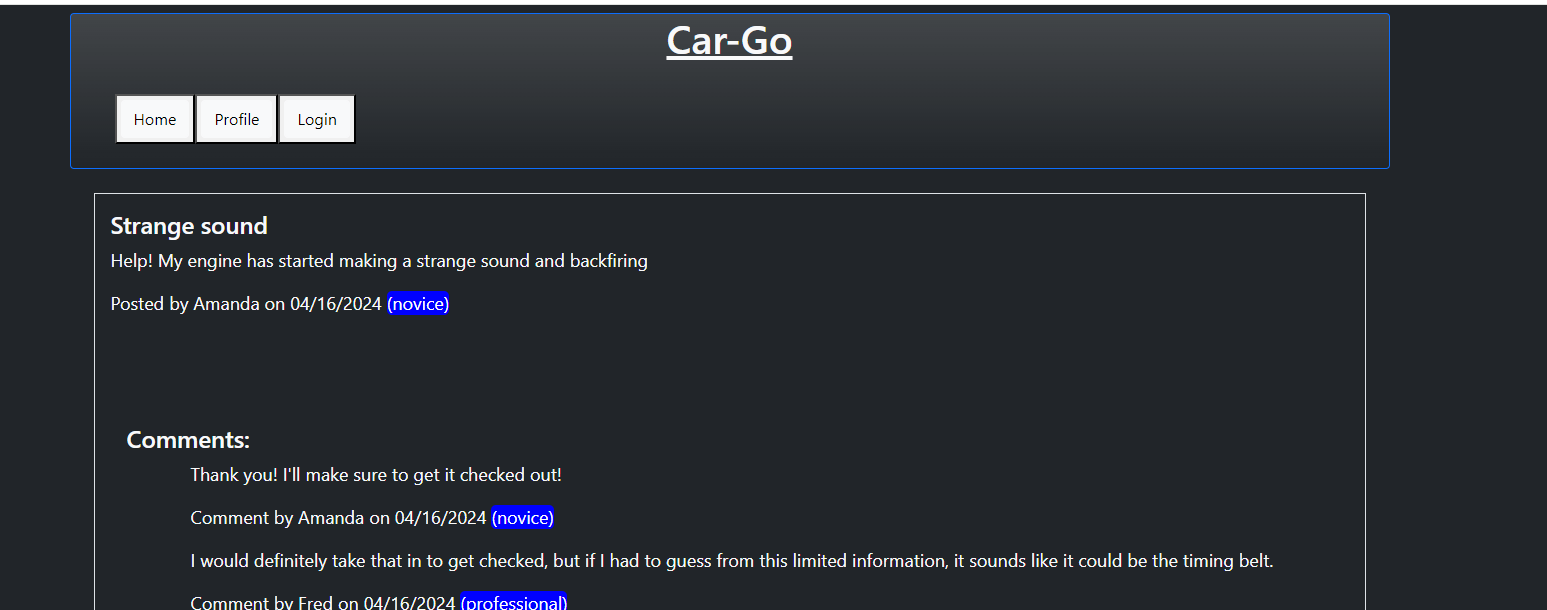 Car-Go
Home Profile Login
Strange sound
Help! My engine has started making a strange sound and backfiring
Posted by Amanda on 04/16/2024 (novice)
Comments:
Thank you! I'll make sure to get it checked out!
Comment by Amanda on 04/16/2024 (novice)
I would definitely take that in to get checked, but if I had to guess from this limited information, it sounds like it could be the timing belt.
Comment by Fred on 04/16/2024 (professional)